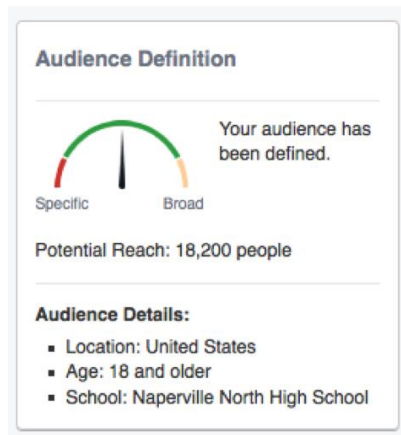 Audience Definition
Your audience has
been defined.
Specific
Broad
Potential Reach: 18,200 people
Audience Details:
Location: United States
Age: 18 and older
School: Naperville North High School